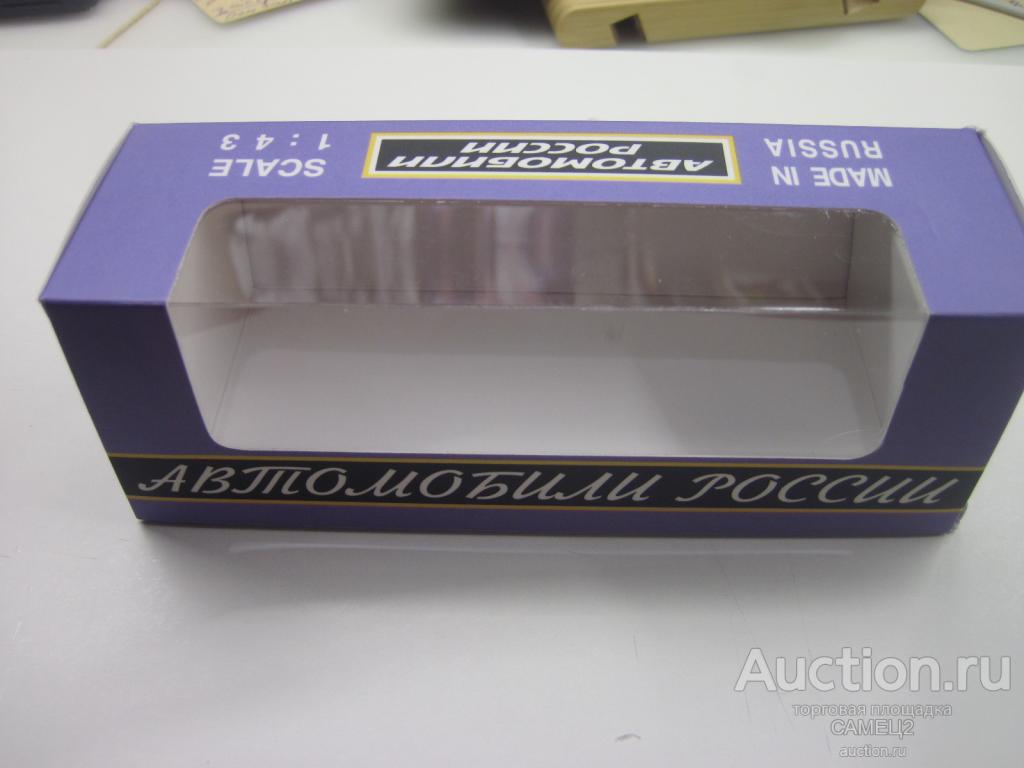 MADE IN
RUSSIA
АВТОМОБИЛИ
РОССИИ
SCALE
1:43
АВТОМОБИЛИ РОССИИ
Auction.ru
торговая площадка
САМЕЦ2
auction.ru